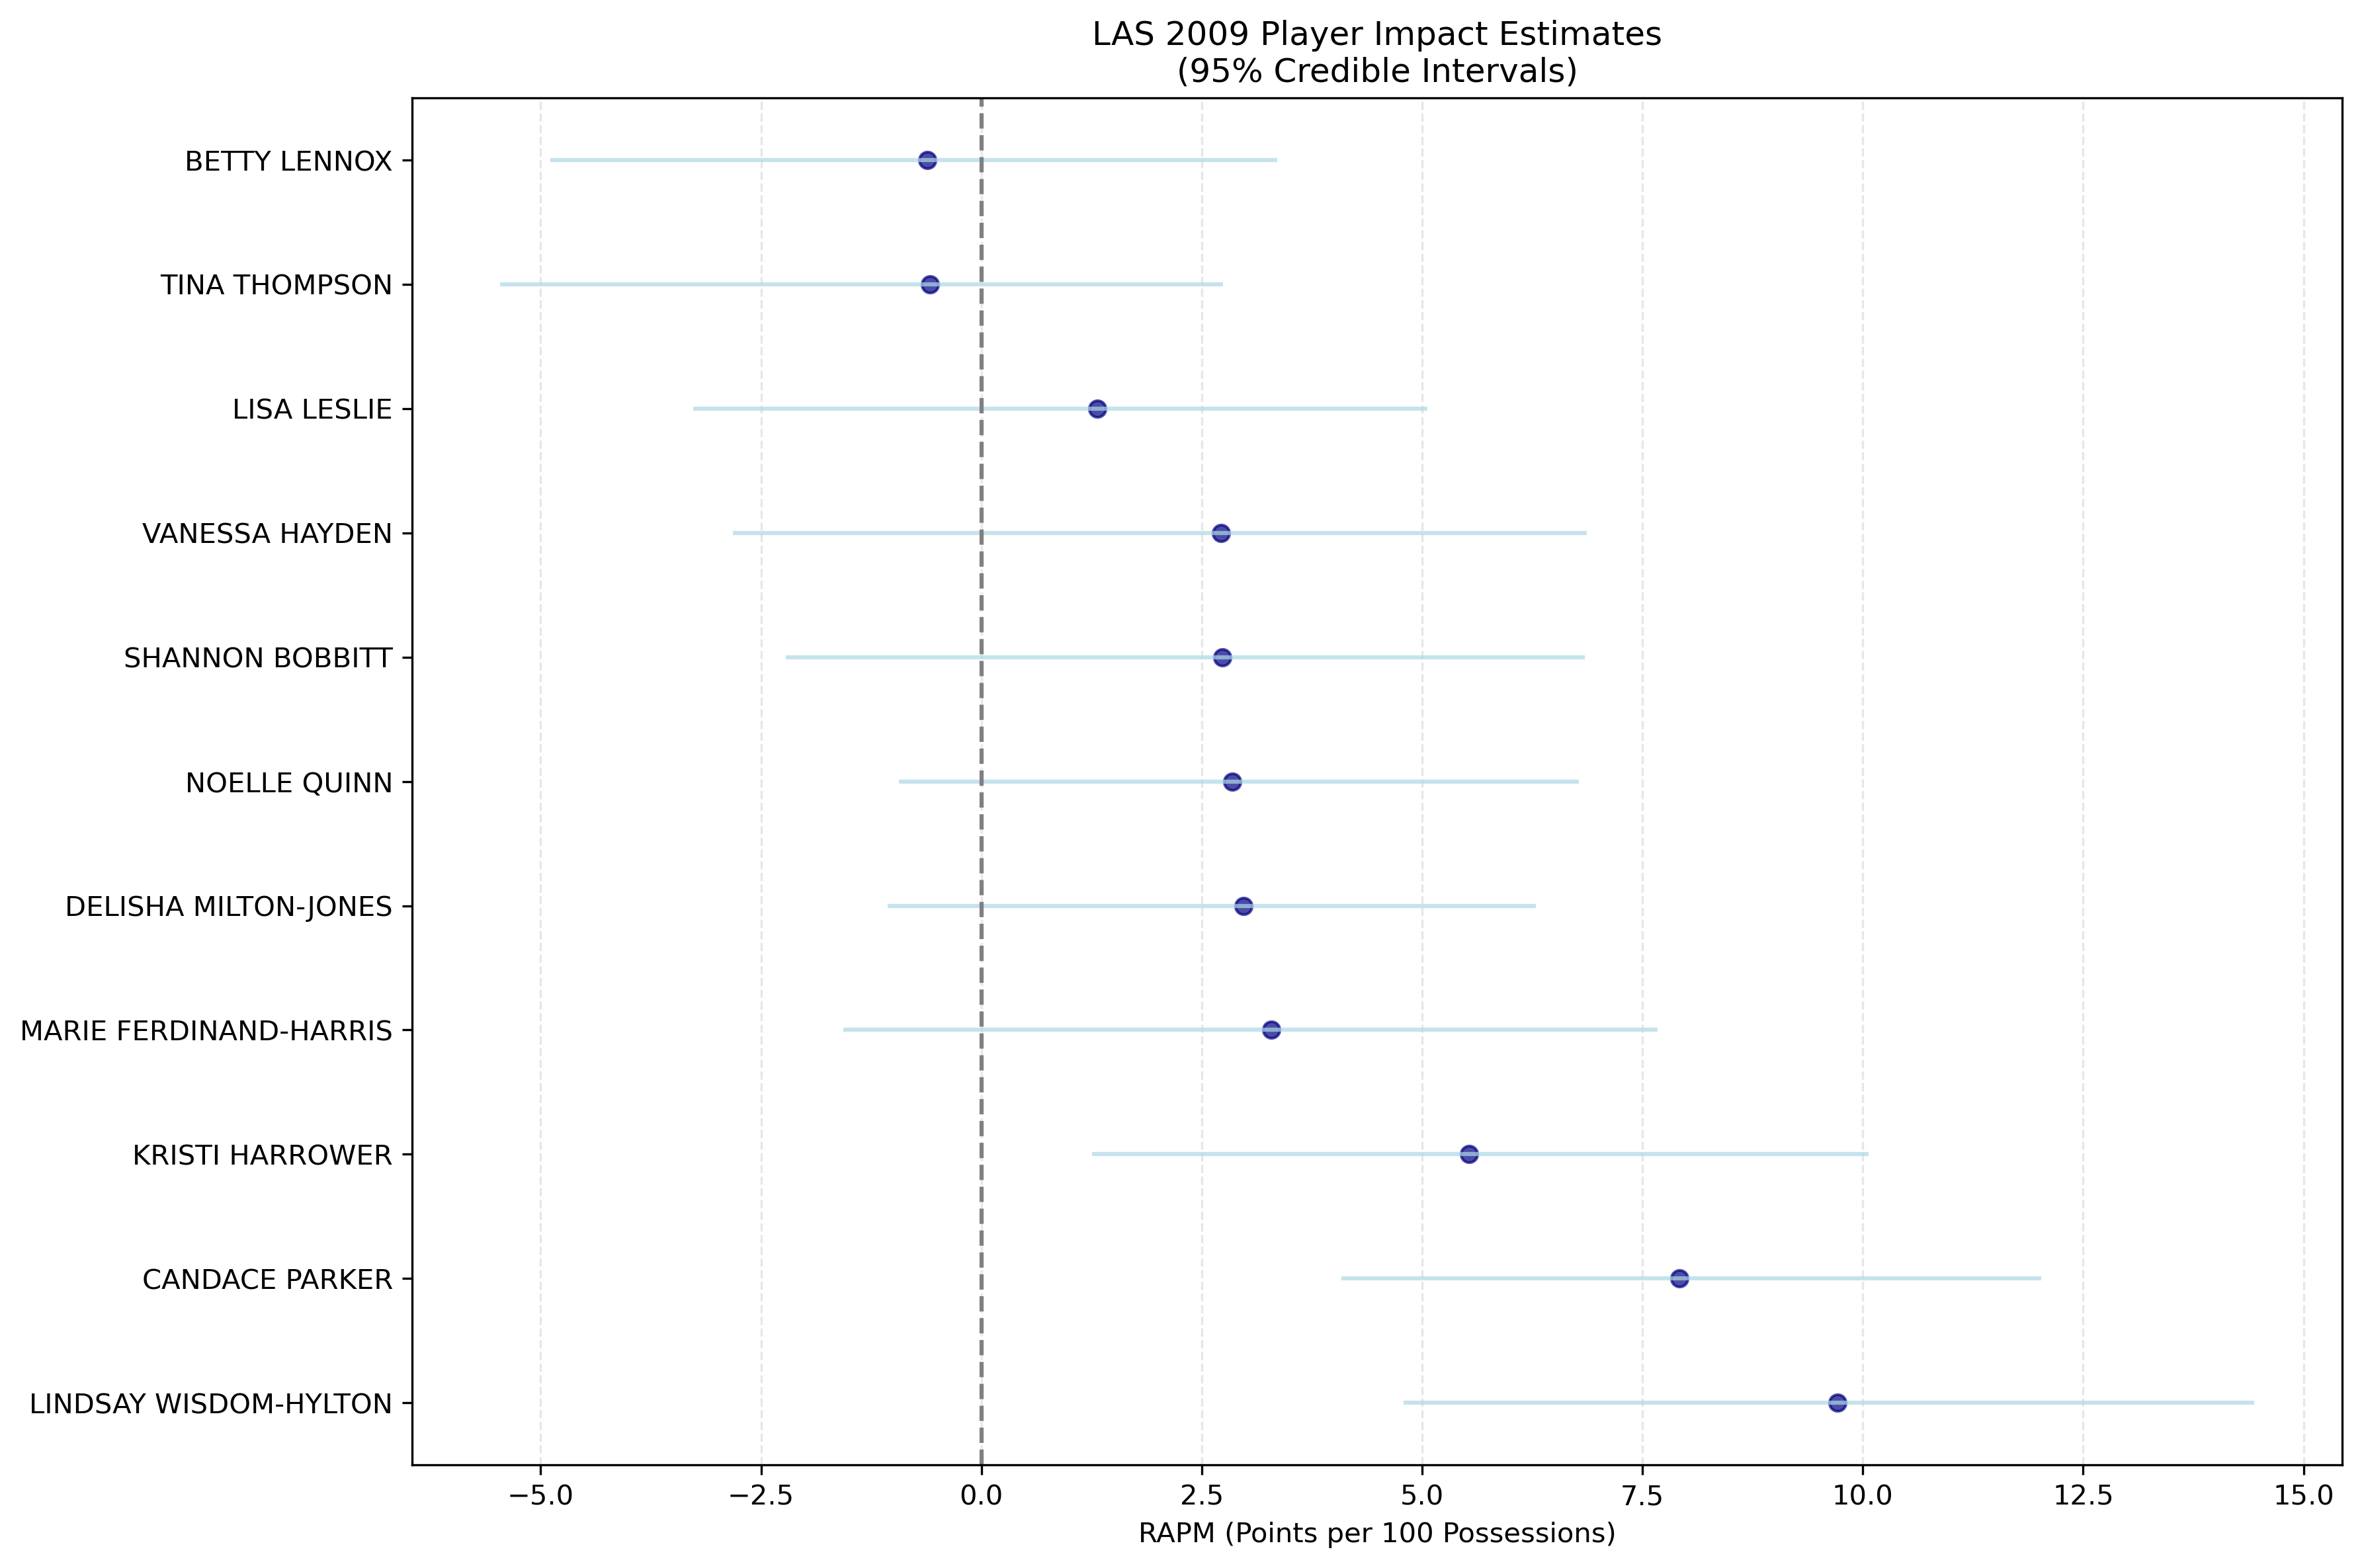 LAS 2009 Player Impact Estimates
(95% Credible Intervals)
BETTY LENNOX
TINA THOMPSON
LISA LESLIE
VANESSA HAYDEN
SHANNON BOBBITT
NOELLE QUINN
DELISHA MILTON-JONES
MARIE FERDINAND-HARRIS
KRISTI HARROWER
CANDACE PARKER
LINDSAY WISDOM-HYLTON
−5.0 −2.5 0.0 2.5 5.0 7.5 10.0 12.5 15.0
RAPM (Points per 100 Possessions)